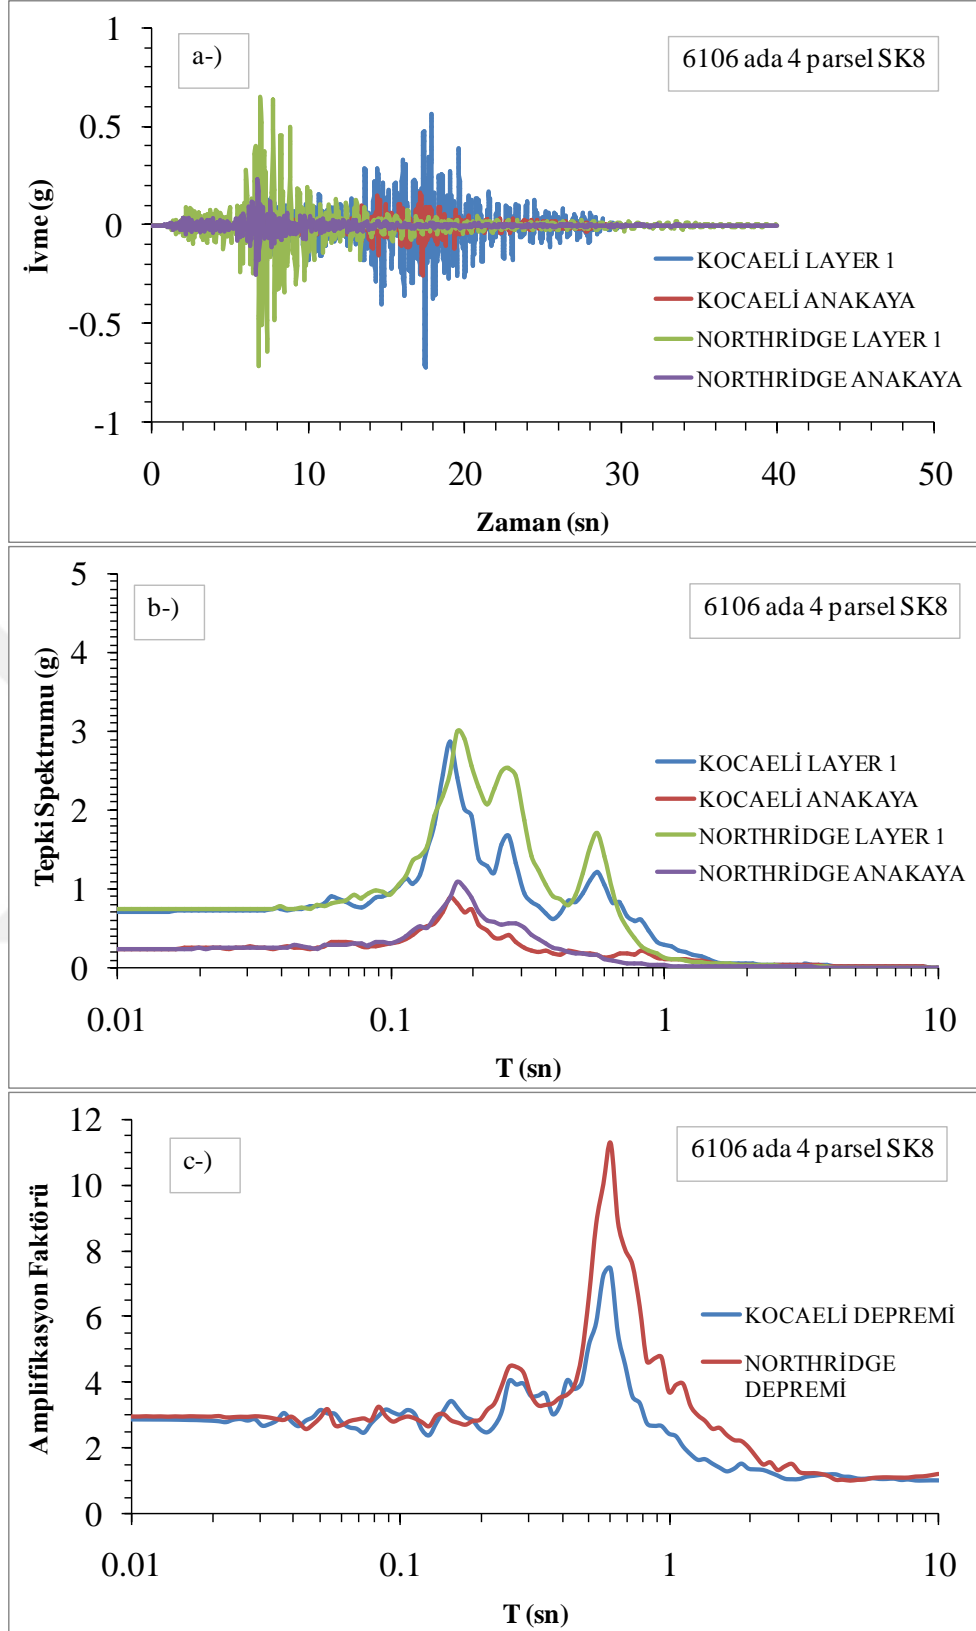 a-)
6106 ada 4 parsel SK8
İvme (g)
1
0.5
0
-0.5
-1
KOCAELİ LAYER 1
KOCAELİ ANAKAYA
NORTHRİDGE LAYER 1
NORTHRİDGE ANAKAYA
0 10 20 30 40 50
Zaman (sn)
b-)
6106 ada 4 parsel SK8
Tepki Spektrumu (g)
5
4
3
2
1
0
KOCAELİ LAYER 1
KOCAELİ ANAKAYA
NORTHRİDGE LAYER 1
NORTHRİDGE ANAKAYA
0.01 0.1 1 10
T (sn)
c-)
6106 ada 4 parsel SK8
Amplifikasyon Faktörü
12
10
8
6
4
2
0
KOCAELİ DEPREMİ
NORTHRİDGE
DEPREMİ
0.01 0.1 1 10
T (sn)